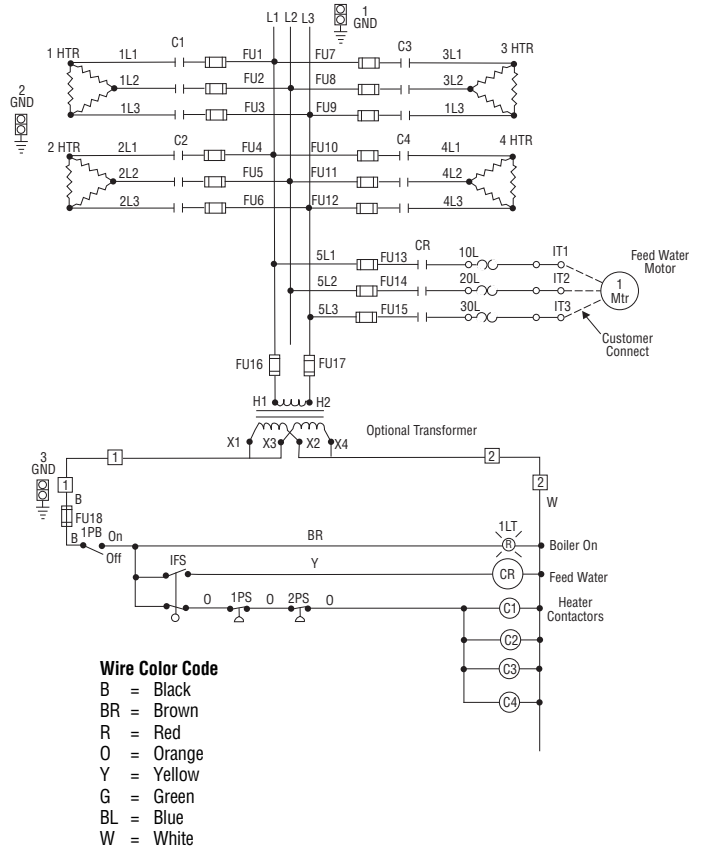 L1 L2 L3
1
GND
1 HTR
1L1
C1
FU1
FU7
C3
3L1
3 HTR
1L2
FU2
FU8
3L2
2
GND
1L3
FU3
FU9
1L3
2 HTR
2L1
C2
FU4
FU10
C4
4L1
4 HTR
2L2
FU5
FU11
4L2
2L3
FU6
FU12
4L3
5L1
FU13
CR
10L
IT1
Feed Water
Motor
5L2
FU14
20L
IT2
1
Mtr
5L3
FU15
30L
IT3
Customer
Connect
FU16
FU17
H1
H2
Optional Transformer
X1
X3
X2
X4
1
2
3
GND
1
2
B
W
FU18
B
1PB
On
Off
BR
1LT
R
Boiler On
IFS
Y
CR
Feed Water
O
1PS
O
2PS
O
C1
Heater
Contactors
C2
C3
C4
Wire Color Code
B = Black
BR = Brown
R = Red
O = Orange
Y = Yellow
G = Green
BL = Blue
W = White